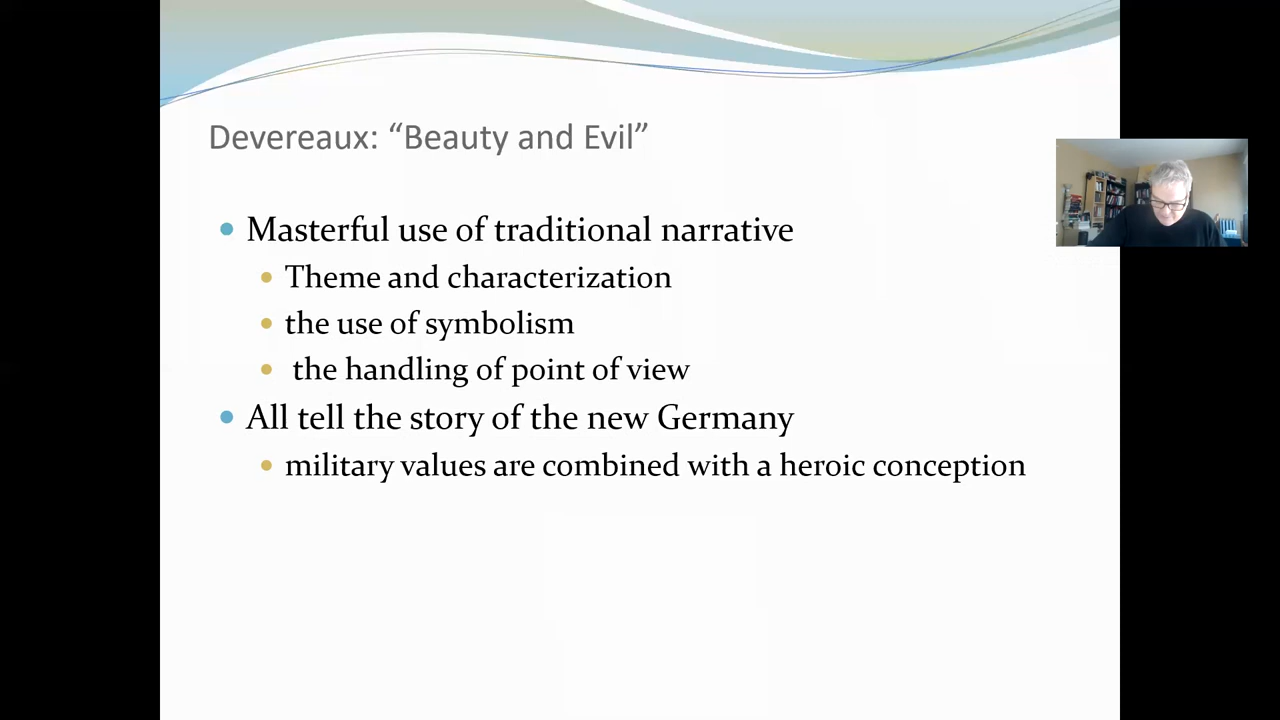 Devereaux: “Beauty and Evil”
• Masterful use of traditional narrative
• Theme and characterization
• the use of symbolism
• the handling of point of view
• All tell the story of the new Germany
• military values are combined with a heroic conception